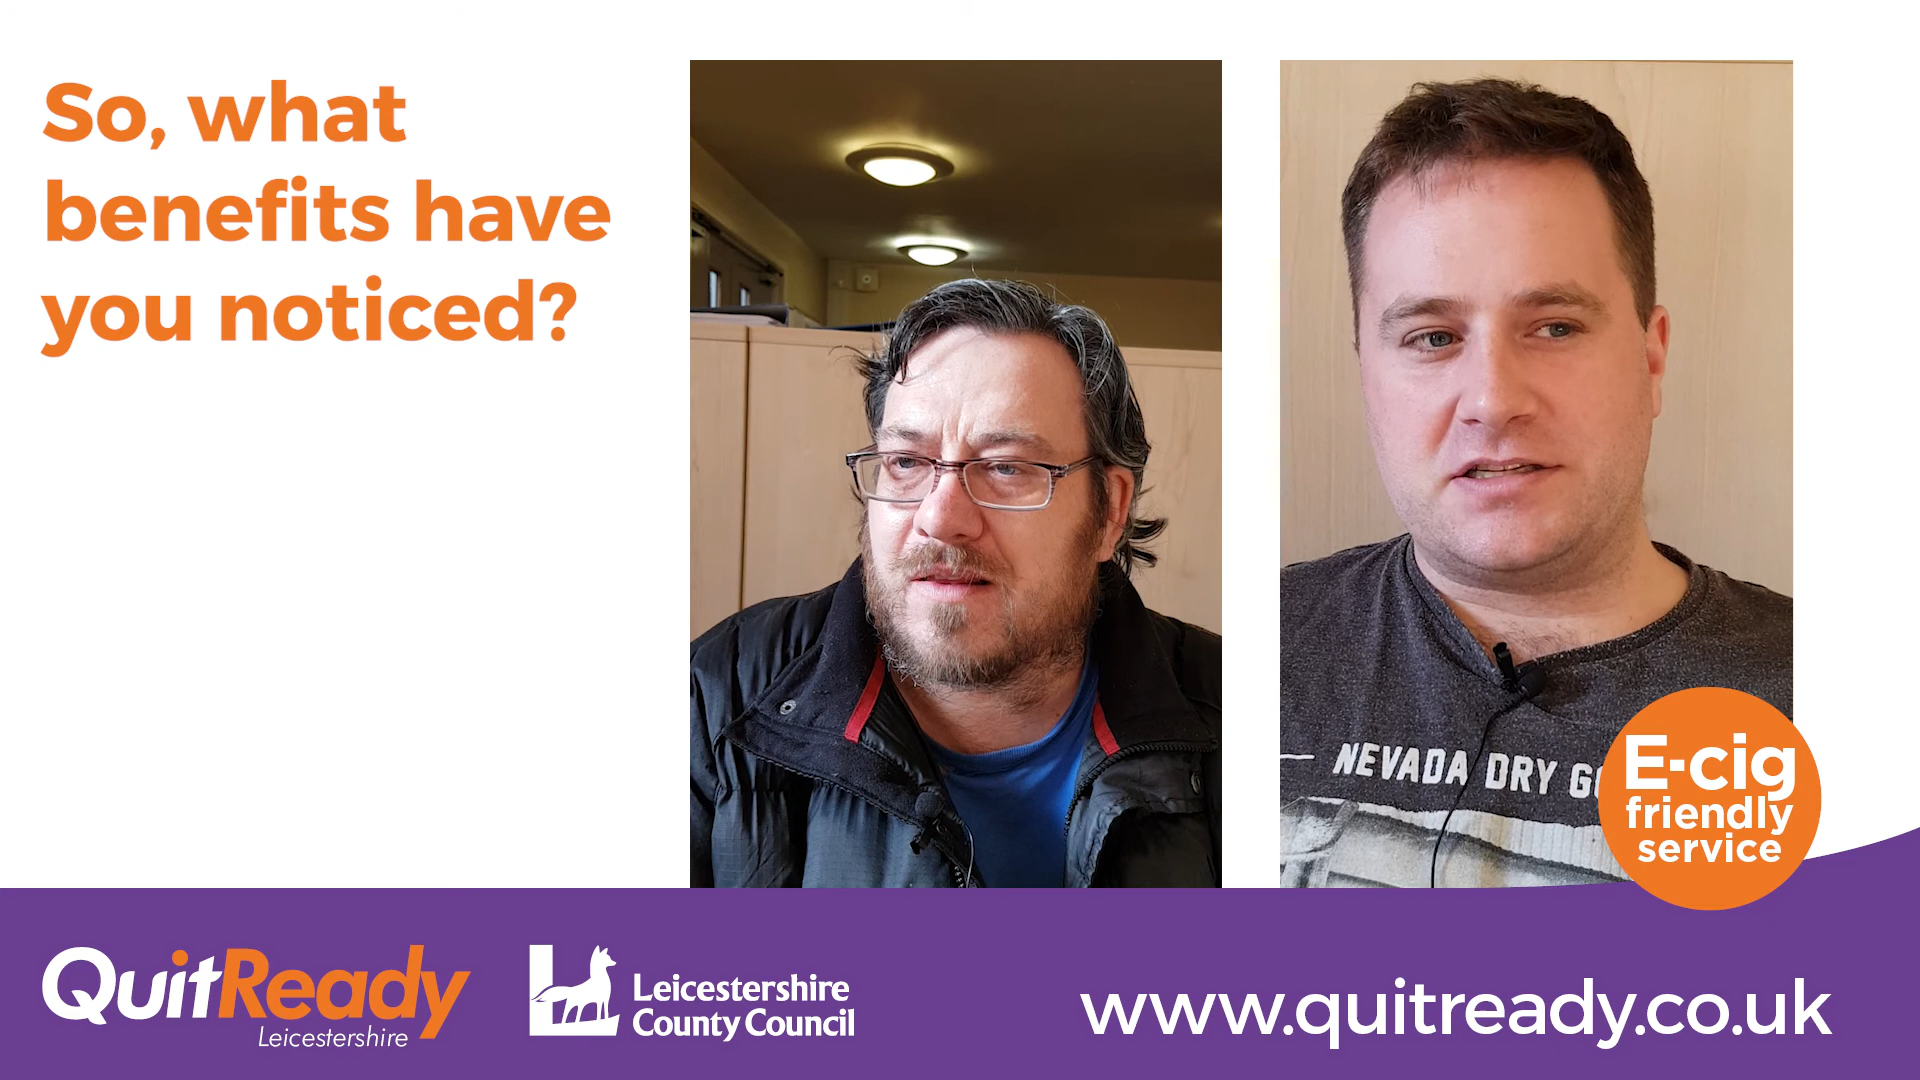 So, what
benefits have
you noticed?
NEVADA DRY
E-cig
friendly
service
QuitReady
Leicestershire
Leicestershire
County Council
www.quitready.co.uk